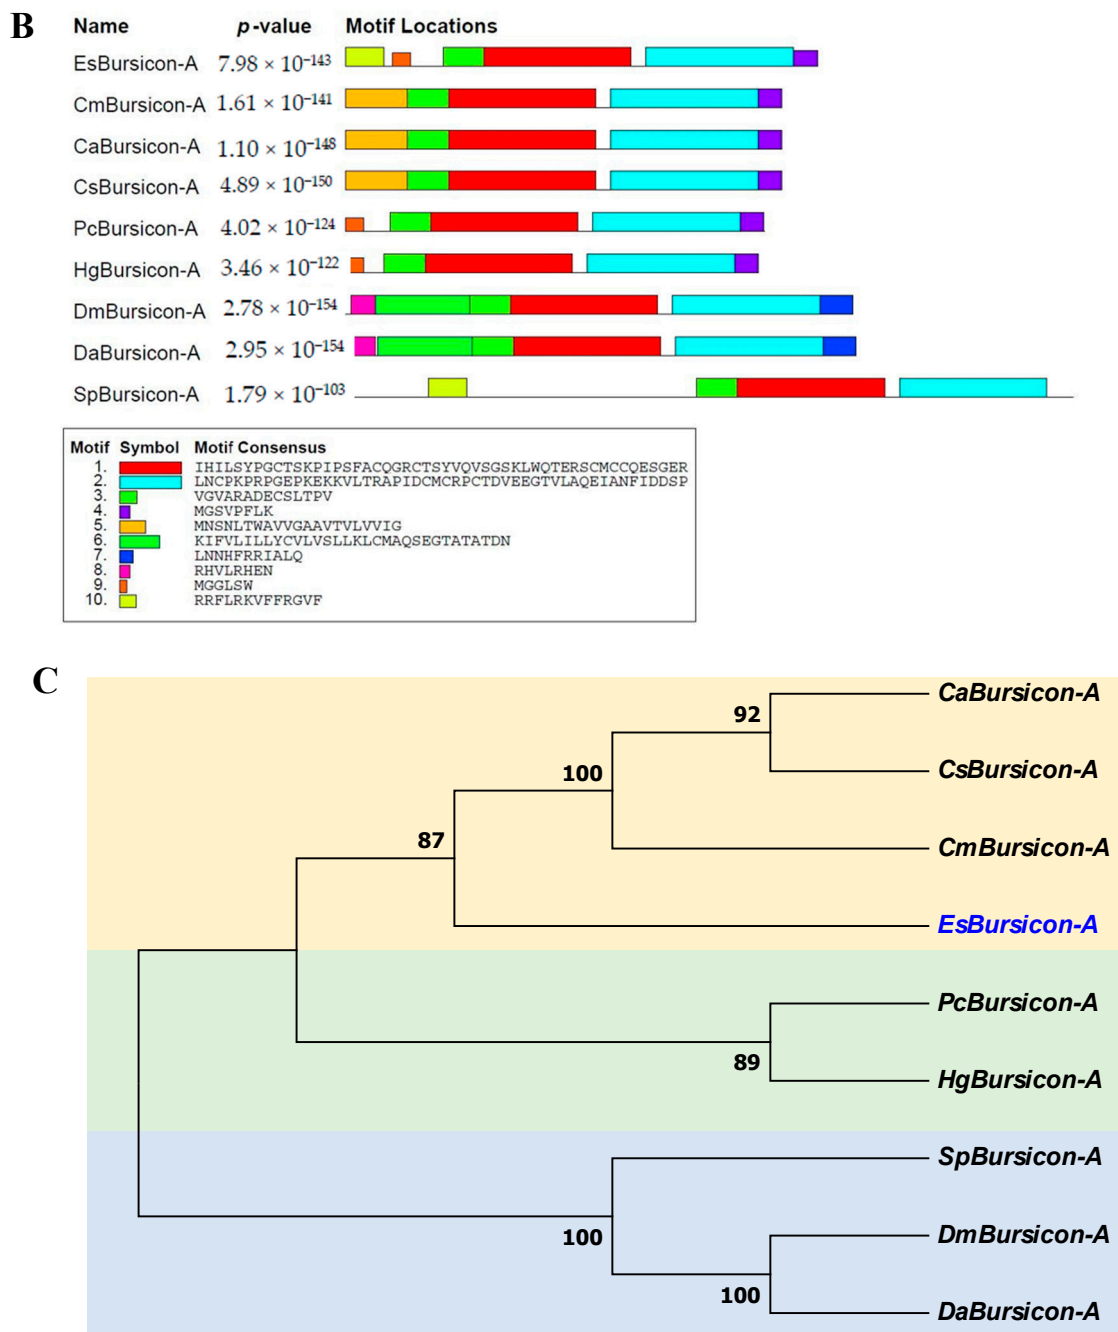 B
Name p-value Motif Locations
EsBursicon-A 7.98 × 10⁻¹⁴³
CmBursicon-A 1.61 × 10⁻¹⁴¹
CaBursicon-A 1.10 × 10⁻¹⁴⁸
CsBursicon-A 4.89 × 10⁻¹⁵⁰
PcBursicon-A 4.02 × 10⁻¹²⁴
HgBursicon-A 3.46 × 10⁻¹²²
DmBursicon-A 2.78 × 10⁻¹⁵⁴
DaBursicon-A 2.95 × 10⁻¹⁵⁴
SpBursicon-A 1.79 × 10⁻¹⁰³
Motif Symbol Motif Consensus
1. IHILSYPGCTSKPIPSFACQGRCTSYVQVSGSKLWQTERSCMCCQESGER
2. LNCPKPRPGEPKEKKVLTRAPIDCMCRPCTDVEEGTVLAQEIANFIDDSP
3. VGVARADECSLTPV
4. MGSVPFLK
5. MNSNLTWAVVGAAVTVLVVIG
6. KIFVLILLYCVLVSLLKLCMAQSEGTATATDN
7. LNNHFRRIALQ
8. RHVLRHEN
9. MGGLSW
10. RRFLRKVFFRGVF
C
CaBursicon-A
92
CsBursicon-A
100
CmBursicon-A
87
EsBursicon-A
PcBursicon-A
89
HgBursicon-A
SpBursicon-A
100
DmBursicon-A
100
DaBursicon-A